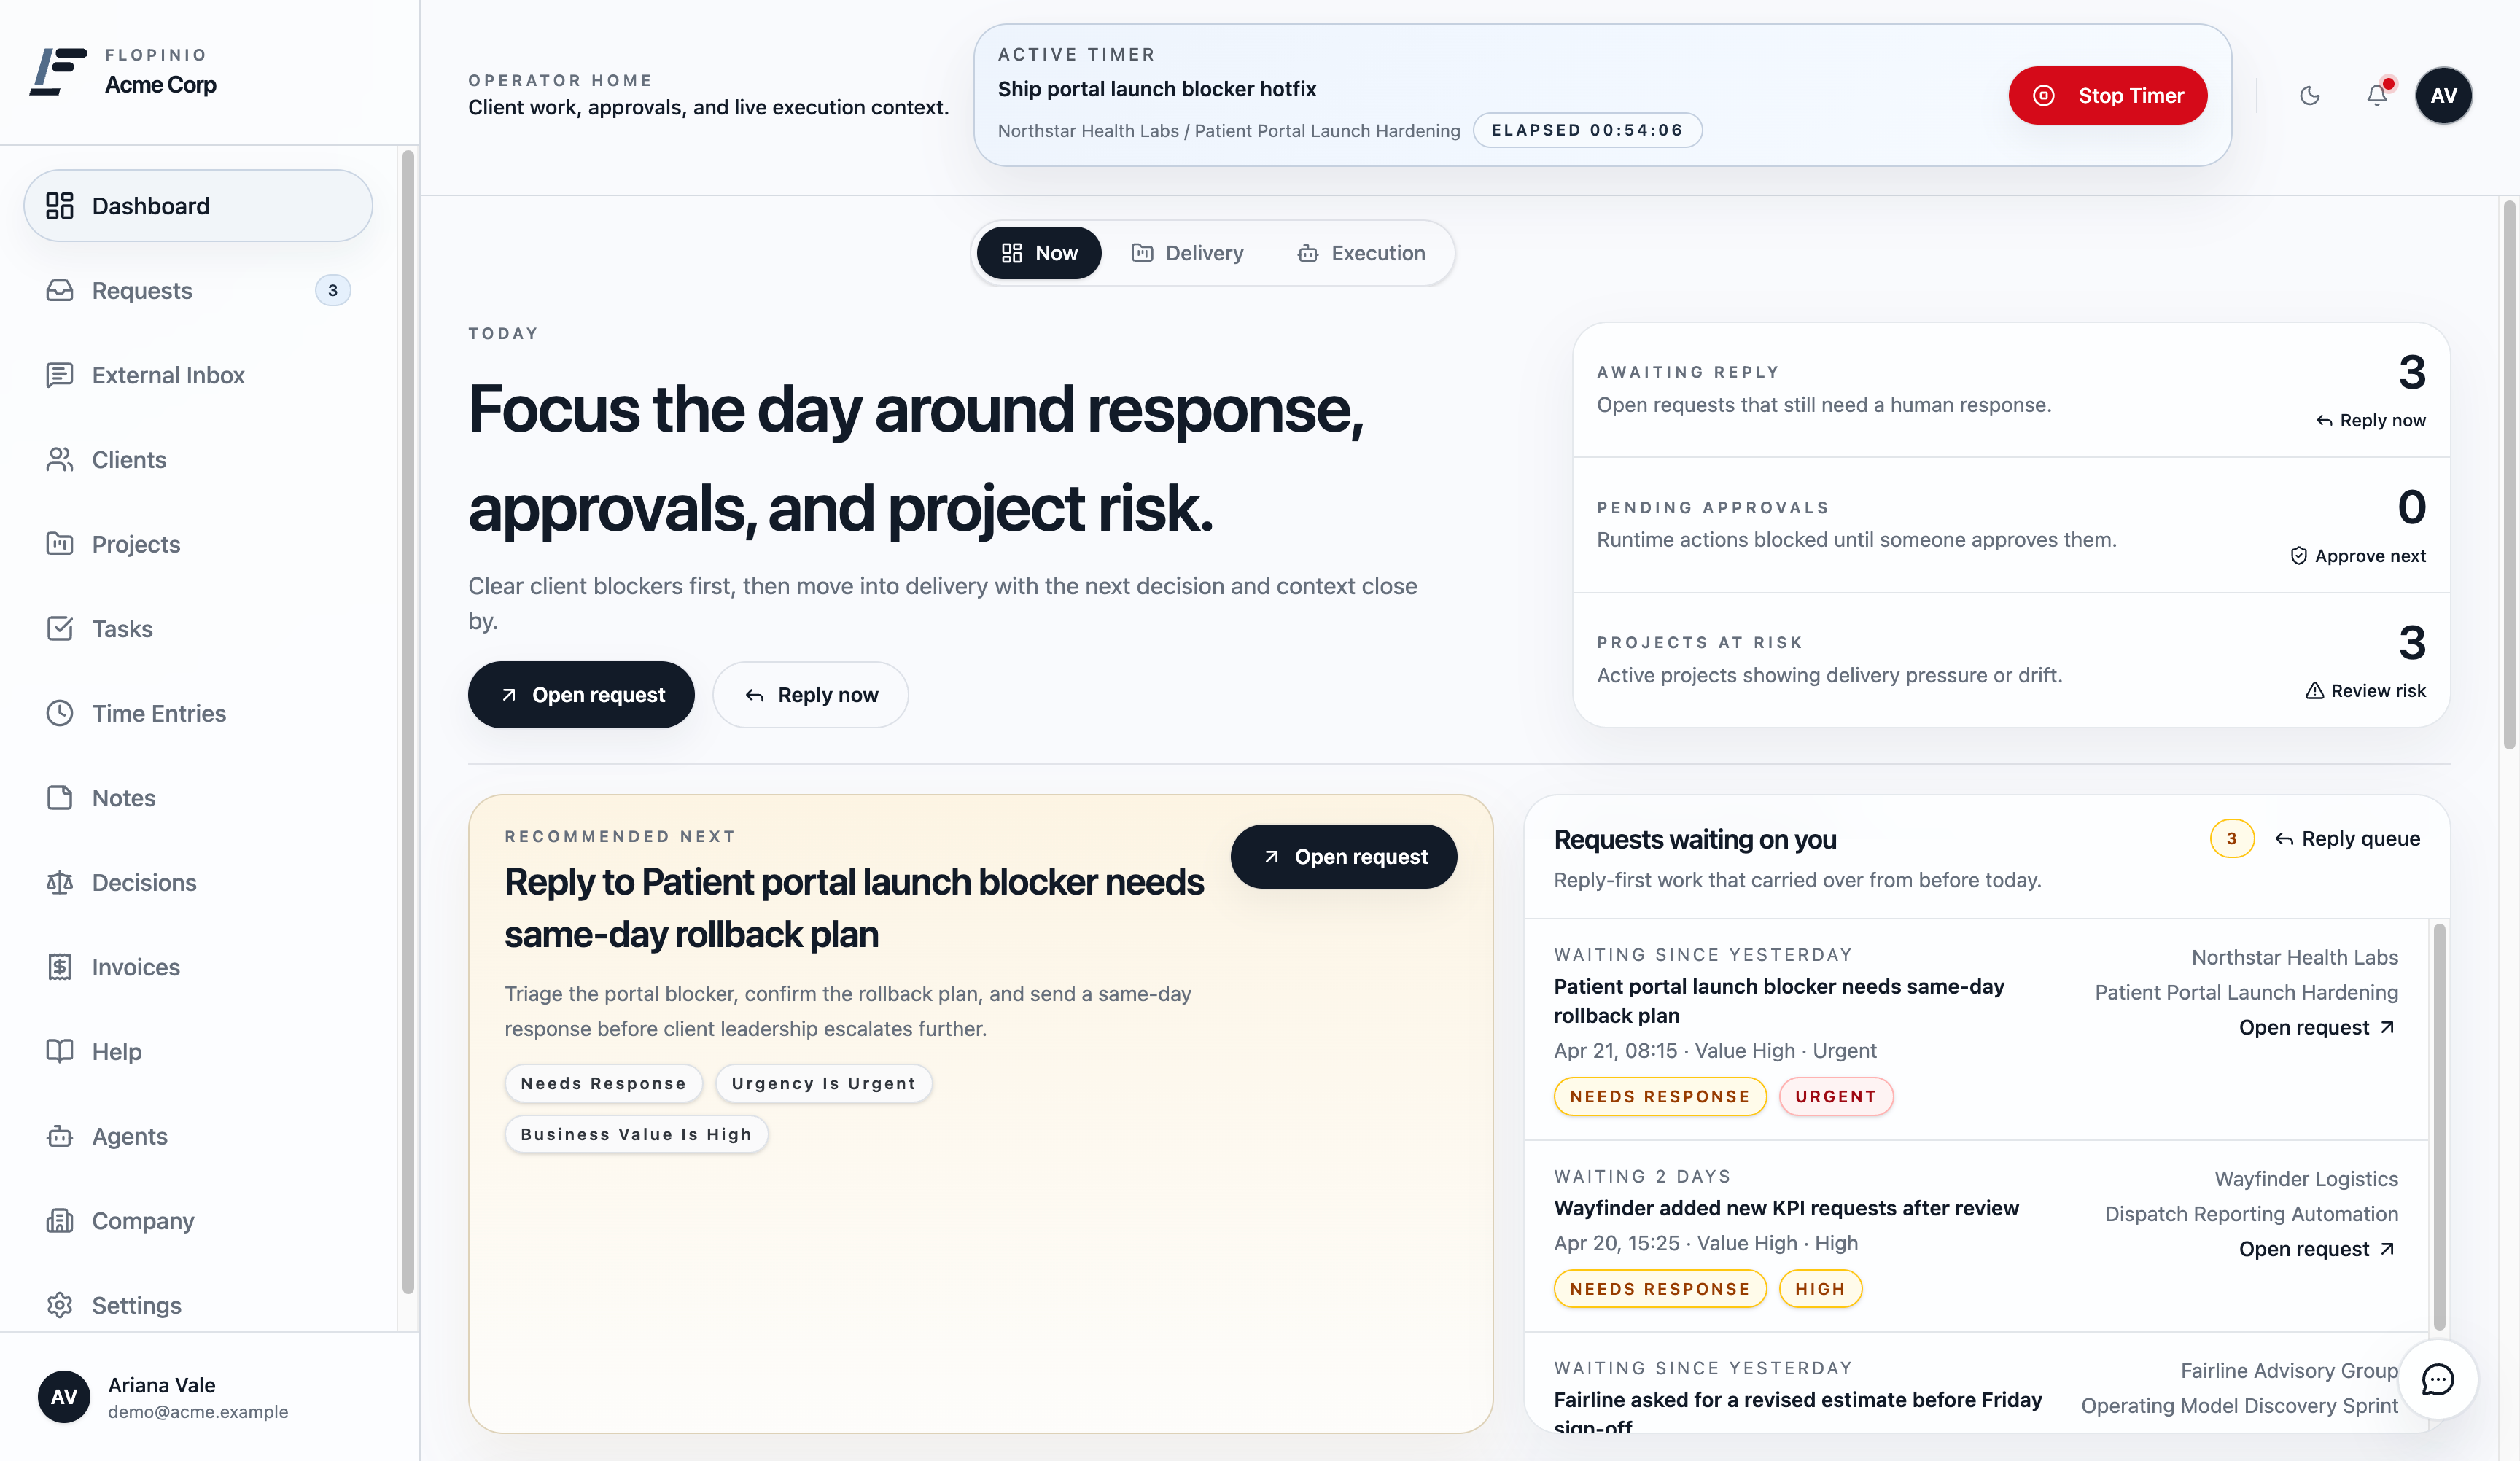 FLOPINIO
Acme Corp
Dashboard
Requests
3
External Inbox
Clients
Projects
Tasks
Time Entries
Notes
Decisions
Invoices
Help
Agents
Company
Settings
AV
Ariana Vale
demo@acme.example
OPERATOR HOME
Client work, approvals, and live execution context.
ACTIVE TIMER
Ship portal launch blocker hotfix
Northstar Health Labs / Patient Portal Launch Hardening
ELAPSED 00:54:06
Stop Timer
AV
Now
Delivery
Execution
TODAY
Focus the day around response,
approvals, and project risk.
Clear client blockers first, then move into delivery with the next decision and context close
by.
Open request
Reply now
AWAITING REPLY
Open requests that still need a human response.
3
Reply now
PENDING APPROVALS
Runtime actions blocked until someone approves them.
0
Approve next
PROJECTS AT RISK
Active projects showing delivery pressure or drift.
3
Review risk
RECOMMENDED NEXT
Reply to Patient portal launch blocker needs
same-day rollback plan
Open request
Triage the portal blocker, confirm the rollback plan, and send a same-day
response before client leadership escalates further.
Needs Response
Urgency Is Urgent
Business Value Is High
Requests waiting on you
3
Reply queue
Reply-first work that carried over from before today.
WAITING SINCE YESTERDAY
Patient portal launch blocker needs same-day
rollback plan
Apr 21, 08:15 · Value High · Urgent
NEEDS RESPONSE
URGENT
Northstar Health Labs
Patient Portal Launch Hardening
Open request
WAITING 2 DAYS
Wayfinder added new KPI requests after review
Apr 20, 15:25 · Value High · High
NEEDS RESPONSE
HIGH
Wayfinder Logistics
Dispatch Reporting Automation
Open request
WAITING SINCE YESTERDAY
Fairline asked for a revised estimate before Friday
sign-off
Fairline Advisory Group
Operating Model Discovery Sprint